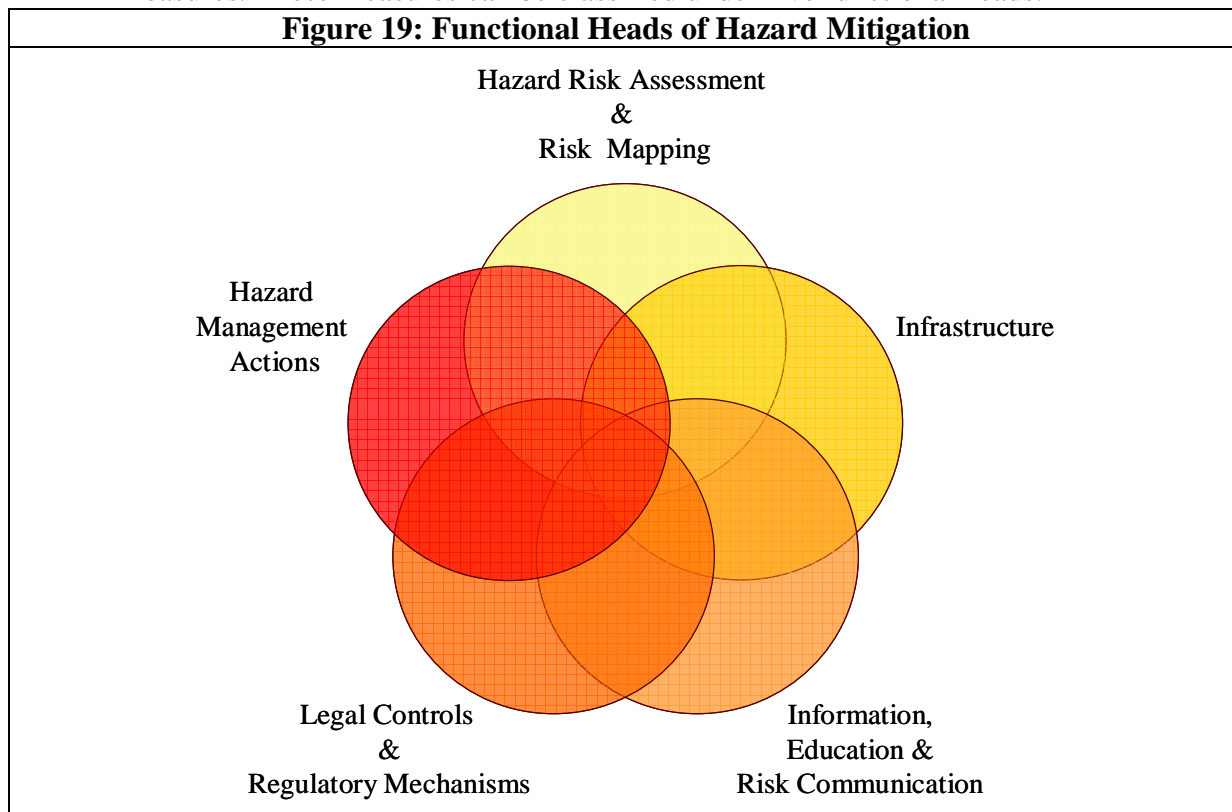 Figure 19: Functional Heads of Hazard Mitigation
Hazard Risk Assessment
&
Risk Mapping
Hazard
Management
Actions
Infrastructure
Legal Controls
&
Regulatory Mechanisms
Information,
Education &
Risk Communication